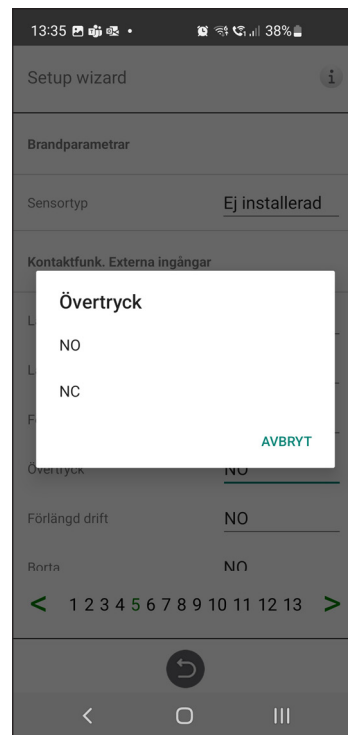 13:35 38%
Setup wizard i
Brandparametrar
Sensortyp Ej installerad
Kontaktfunk. Externa ingångar
Övertryck
NO
NC
AVBRYT
Övertryck NO
Förlängd drift NO
Borta NO
< 1 2 3 4 5 6 7 8 9 10 11 12 13 >